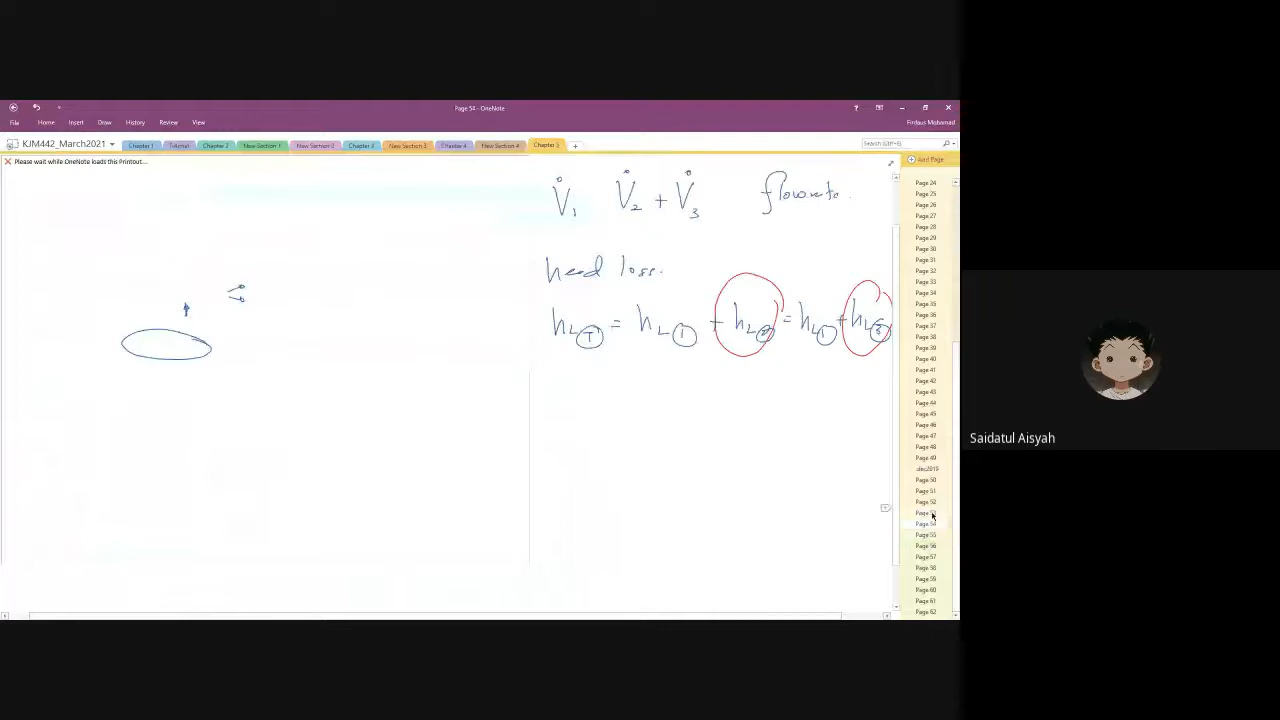 Page 54 - OneNote
File Home Insert Draw History Review View
Firdaus Mohamad
KJM442_March2021
Chapter 1
Tutorial
Chapter 2
New Section 1
New Section 2
Chapter 3
New Section 3
Chapter 4
New Section 4
Chapter 5
Search (Ctrl+E)
Please wait while OneNote loads this Printout...
Add Page
V̇₁ V̇₂ + V̇₃ flowrate.
head loss.
hL T = hL 1 + hL 2 = hL 1 + hL 3
Page 24
Page 25
Page 26
Page 27
Page 28
Page 29
Page 30
Page 31
Page 32
Page 33
Page 34
Page 35
Page 36
Page 37
Page 38
Page 39
Page 40
Page 41
Page 42
Page 43
Page 44
Page 45
Page 46
Page 47
Page 48
Page 49
dec2019
Page 50
Page 51
Page 52
Page 53
Page 54
Page 55
Page 56
Page 57
Page 58
Page 59
Page 60
Page 61
Page 62
Saidatul Aisyah